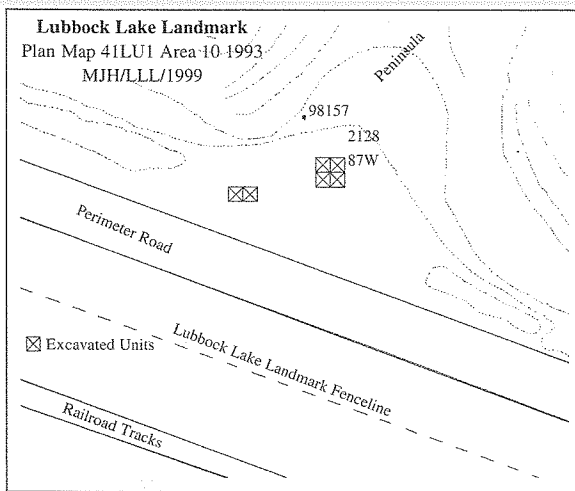 Lubbock Lake Landmark
Plan Map 41LU1 Area 10 1993
MJH/LLL/1999
Peninsula
98157
2128
87W
Perimeter Road
Lubbock Lake Landmark Fenceline
Excavated Units
Railroad Tracks